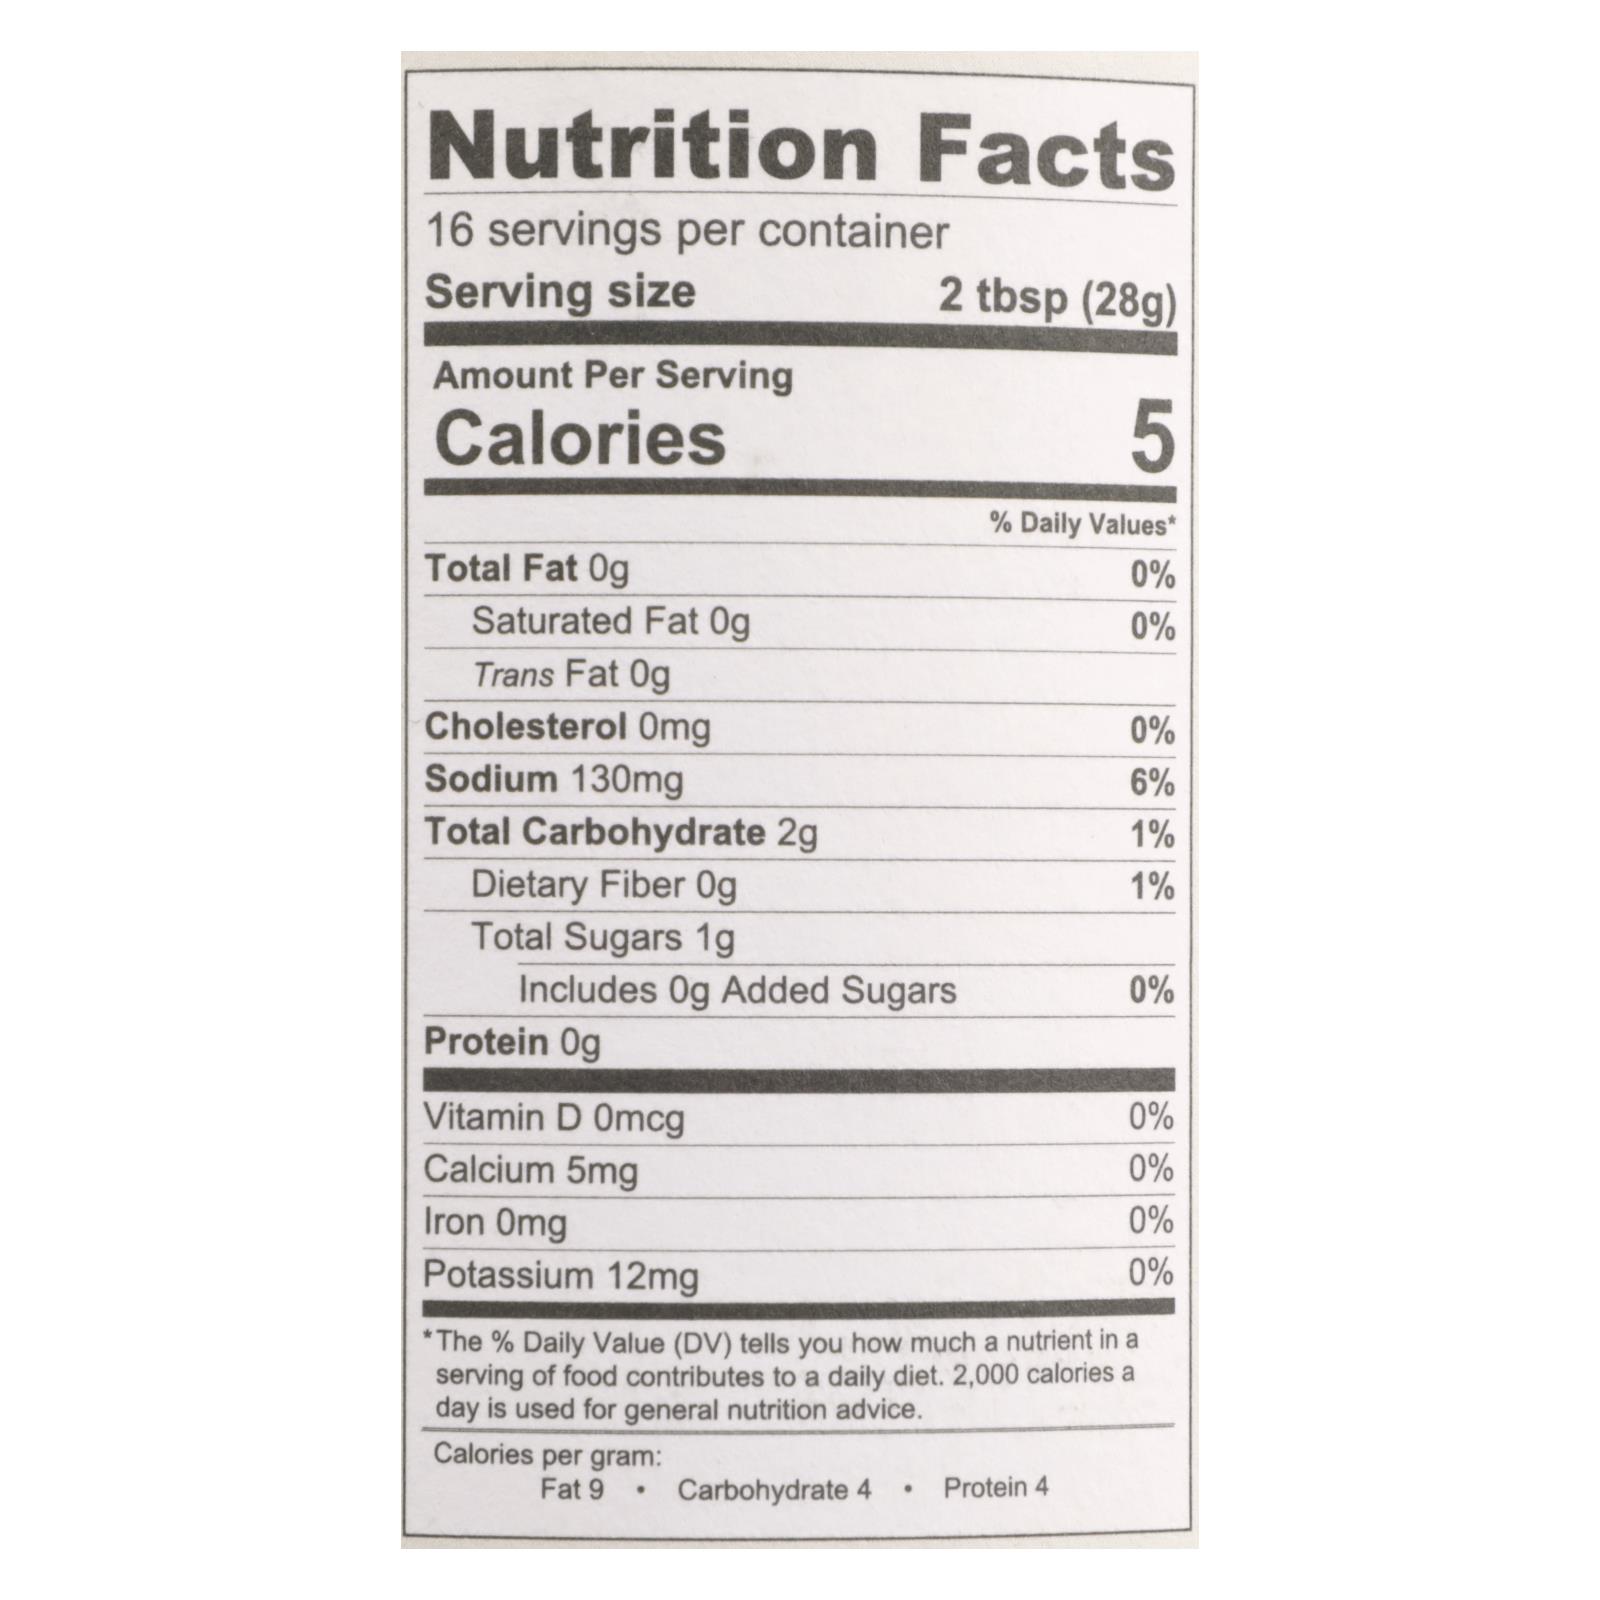 Nutrition Facts
16 servings per container
Serving size 2 tbsp (28g)
Amount Per Serving
Calories 5
% Daily Values*
Total Fat 0g 0%
Saturated Fat 0g 0%
Trans Fat 0g
Cholesterol 0mg 0%
Sodium 130mg 6%
Total Carbohydrate 2g 1%
Dietary Fiber 0g 1%
Total Sugars 1g
Includes 0g Added Sugars 0%
Protein 0g
Vitamin D 0mcg 0%
Calcium 5mg 0%
Iron 0mg 0%
Potassium 12mg 0%
*The % Daily Value (DV) tells you how much a nutrient in a
serving of food contributes to a daily diet. 2,000 calories a
day is used for general nutrition advice.
Calories per gram:
Fat 9 • Carbohydrate 4 • Protein 4